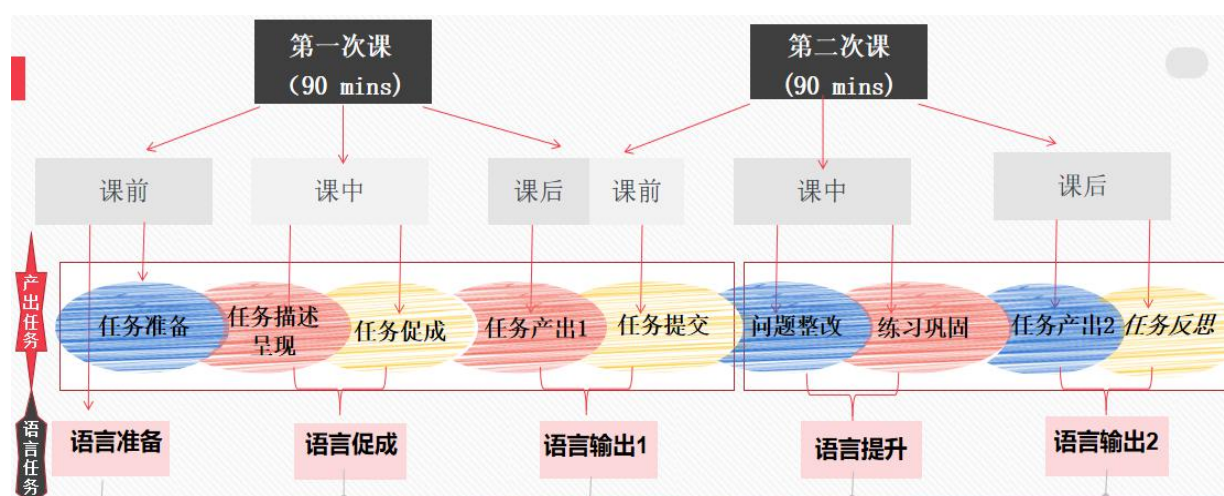 第一次课
（90 mins）
第二次课
(90 mins)
课前
课中
课后
课前
课中
课后
产出任务
任务准备
任务描述
呈现
任务促成
任务产出1
任务提交
问题整改
练习巩固
任务产出2
任务反思
语言任务
语言准备
语言促成
语言输出1
语言提升
语言输出2